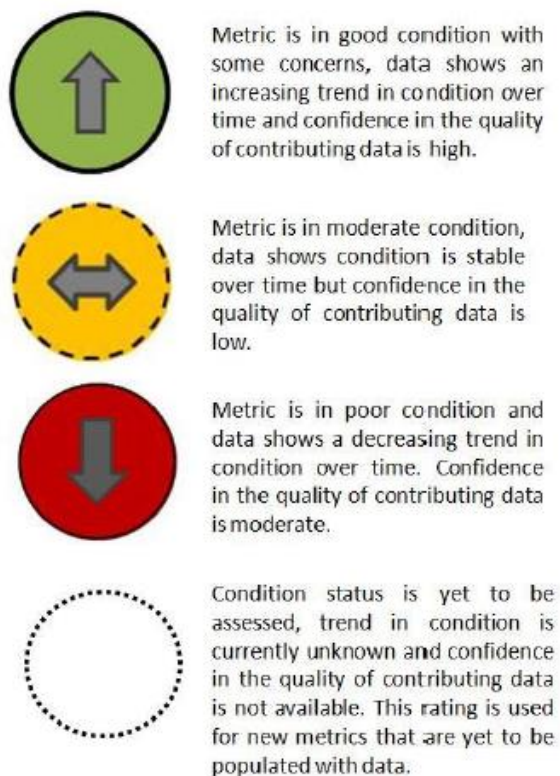 Metric is in good condition with
some concerns, data shows an
increasing trend in condition over
time and confidence in the quality
of contributing data is high.
Metric is in moderate condition,
data shows condition is stable
over time but confidence in the
quality of contributing data is
low.
Metric is in poor condition and
data shows a decreasing trend in
condition over time. Confidence
in the quality of contributing data
is moderate.
Condition status is yet to be
assessed, trend in condition is
currently unknown and confidence
in the quality of contributing data
is not available. This rating is used
for new metrics that are yet to be
populated with data.